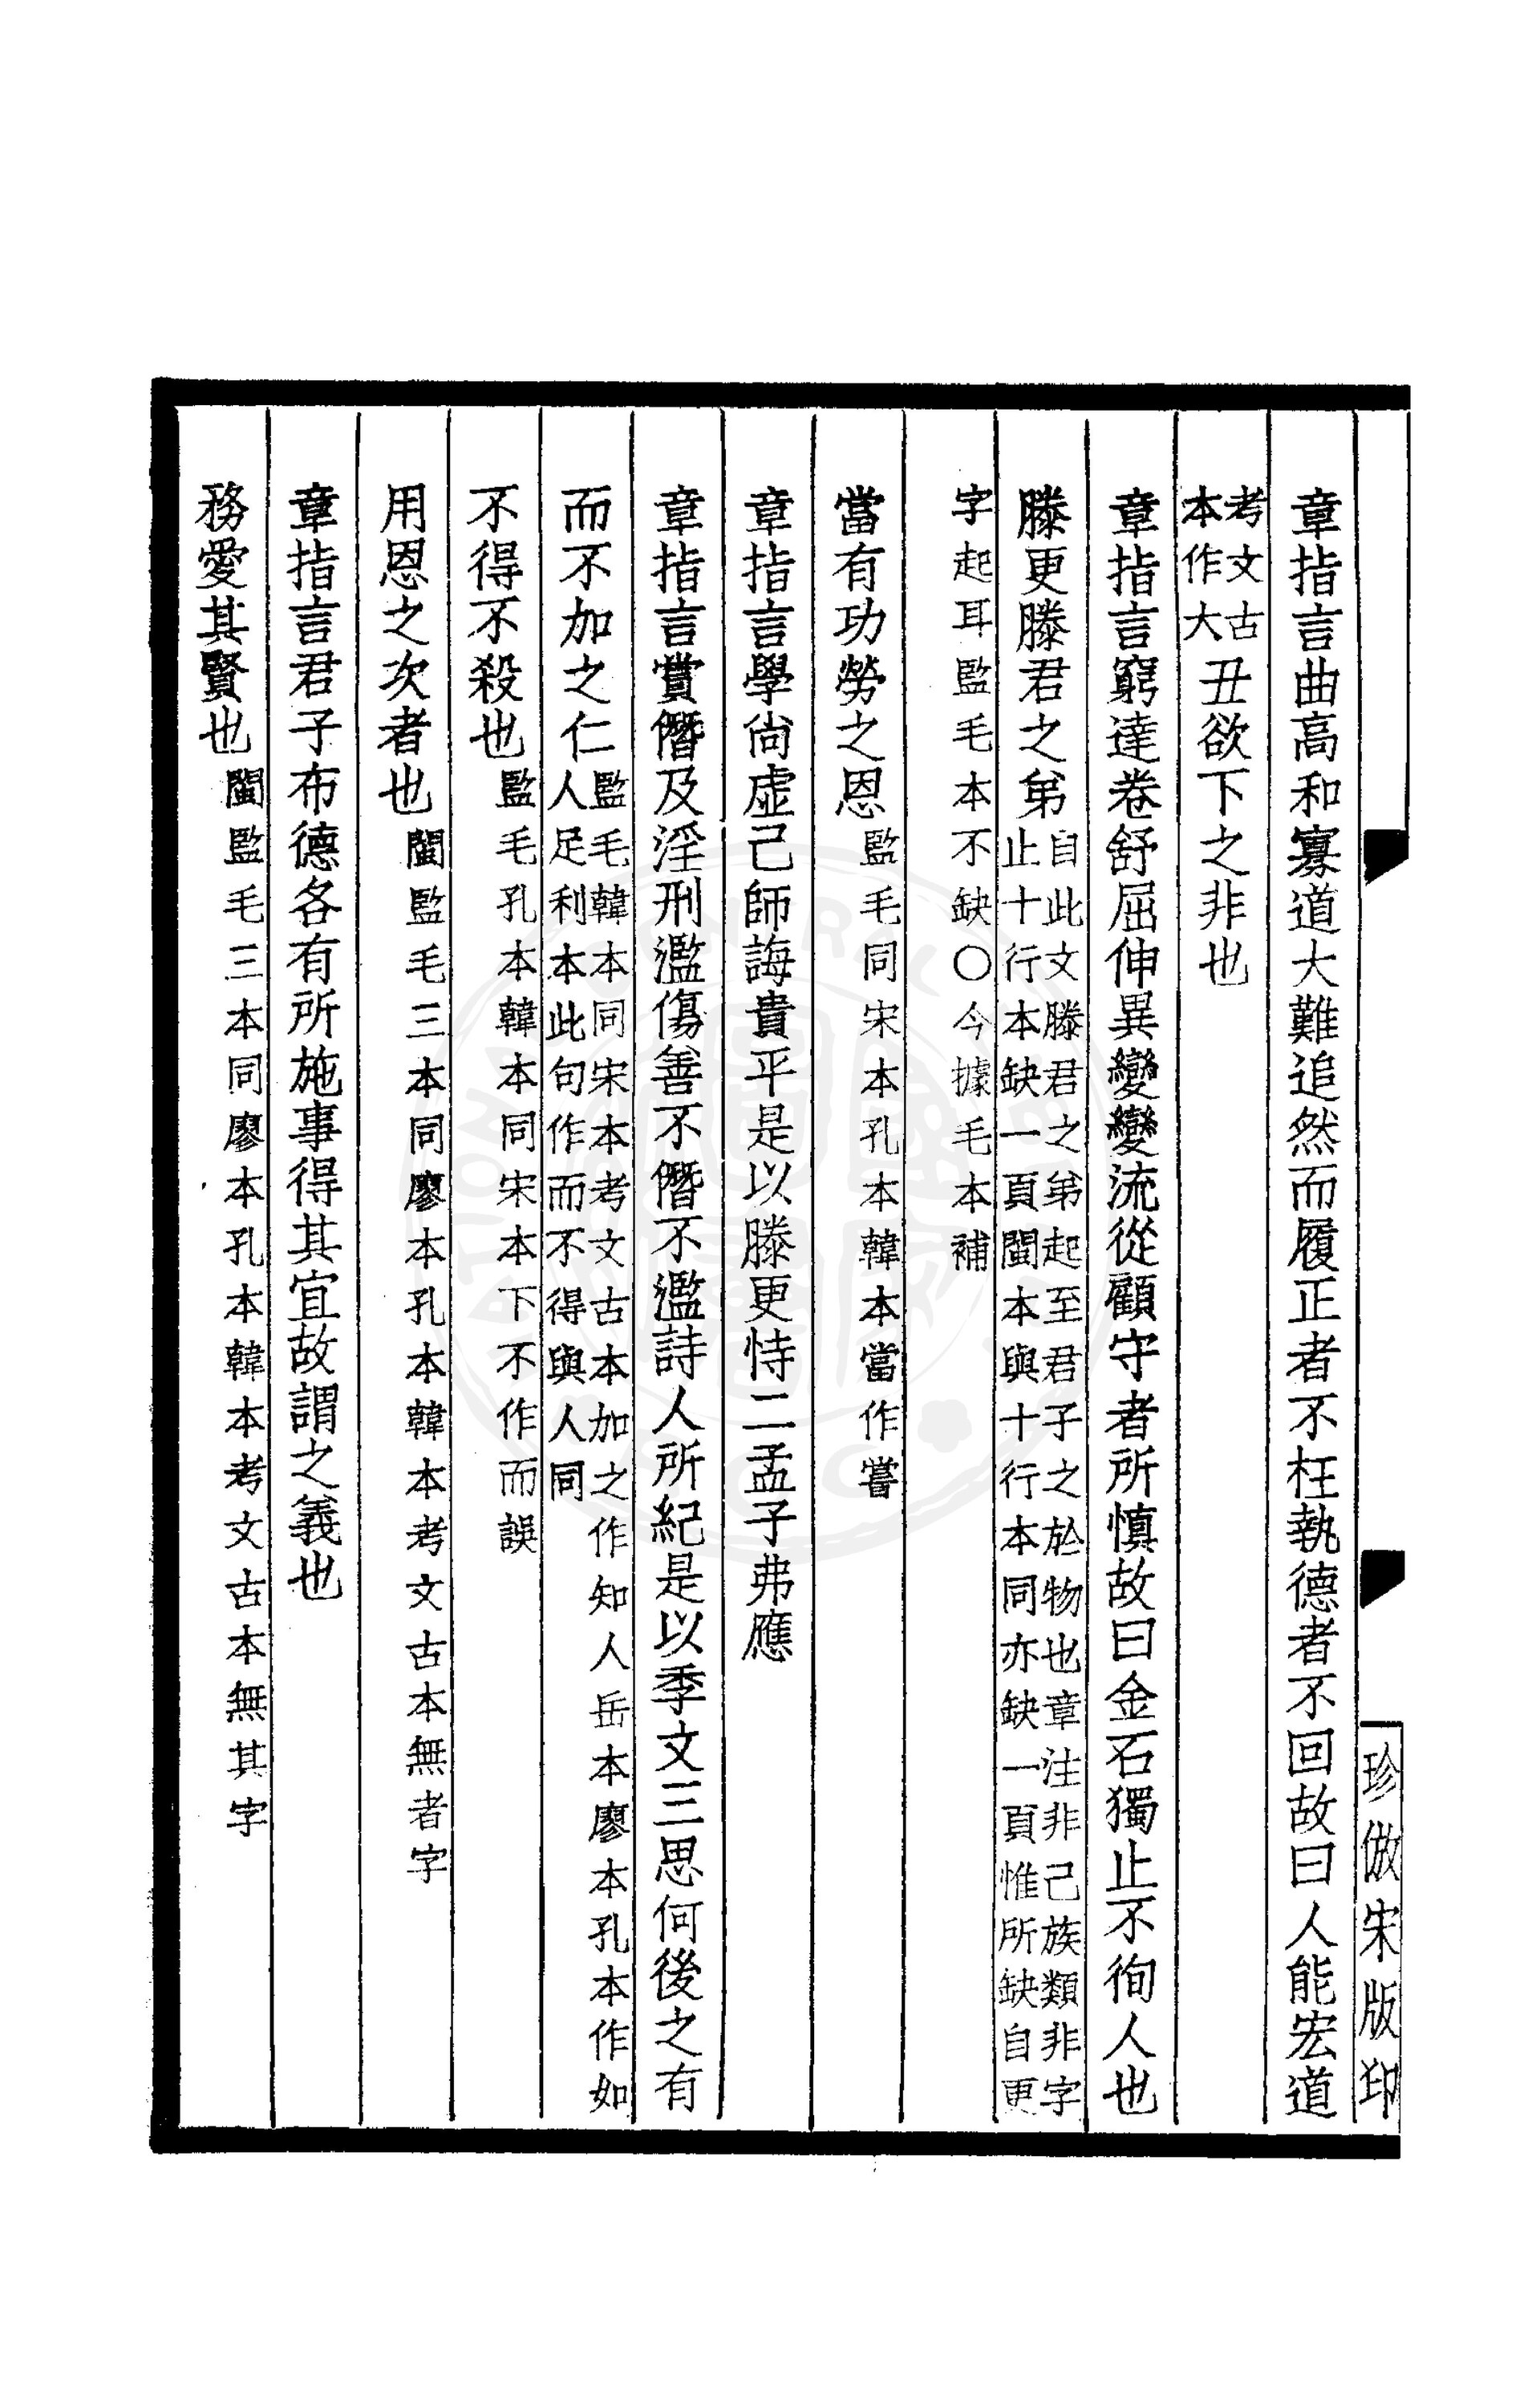 珍倣宋版印
章指言曲高和寡道大難追然而履正者不枉執德者不回故曰人能宏道
考文古本作大丑欲下之非也
章指言窮達卷舒屈伸異變變流從顧守者所慎故曰金石獨止不徇人也
滕更滕君之弟自此文滕君之弟起至君子之於物也章注非己族類非字止十行本缺一頁閩本與十行本同亦缺一頁惟所缺自更
字起耳監毛本不缺○今據毛本補
當有功勞之恩監毛同宋本孔本韓本當作嘗
章指言學尚虛己師誨貴平是以滕更恃二孟子弗應
章指言賞僭及淫刑濫傷善不僭不濫詩人所紀是以季文三思何後之有
而不加之仁監毛韓本同宋本考文古本加之作知人岳本廖本孔本作如人足利本此句作而不得與人同
不得不殺也監毛孔本韓本同宋本下不作而誤
用恩之次者也閩監毛三本同廖本孔本韓本考文古本無者字
章指言君子布德各有所施事得其宜故謂之義也
務愛其賢也閩監毛三本同廖本孔本韓本考文古本無其字